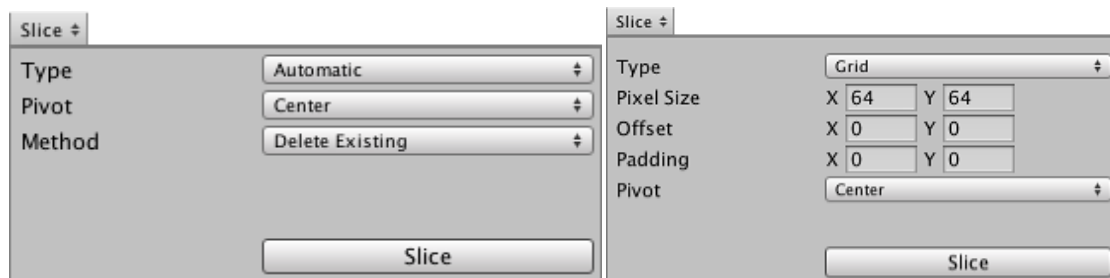 Slice
Type Automatic
Pivot Center
Method Delete Existing
Slice
Slice
Type Grid
Pixel Size X 64 Y 64
Offset X 0 Y 0
Padding X 0 Y 0
Pivot Center
Slice